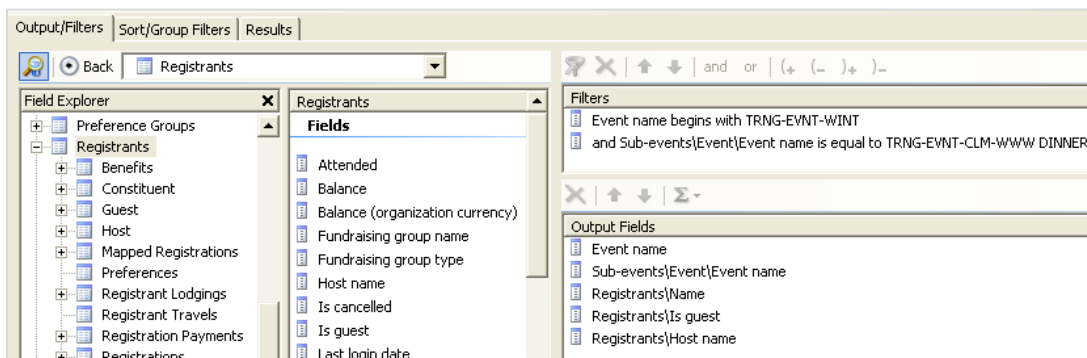 Output/Filters Sort/Group Filters Results
Back Registrants
and or (+ (- )+ )-
Field Explorer
Preference Groups
Registrants
Benefits
Constituent
Guest
Host
Mapped Registrations
Preferences
Registrant Lodgings
Registrant Travels
Registration Payments
Registrations
Registrants
Fields
Attended
Balance
Balance (organization currency)
Fundraising group name
Fundraising group type
Host name
Is cancelled
Is guest
Last login date
Filters
Event name begins with TRNG-EVNT-WINT
and Sub-events\Event\Event name is equal to TRNG-EVNT-CLM-WWW DINNER
Σ
Output Fields
Event name
Sub-events\Event\Event name
Registrants\Name
Registrants\Is guest
Registrants\Host name